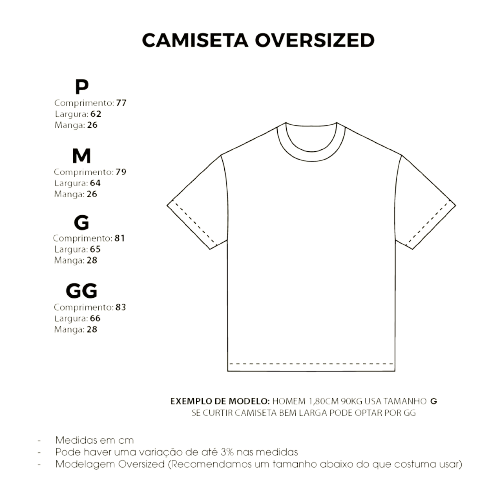 CAMISETA OVERSIZED
P
Comprimento: 77
Largura: 62
Manga: 26
M
Comprimento: 79
Largura: 64
Manga: 26
G
Comprimento: 81
Largura: 65
Manga: 28
GG
Comprimento: 83
Largura: 66
Manga: 28
EXEMPLO DE MODELO: HOMEM 1,80CM 90KG USA TAMANHO G
SE CURTIR CAMISETA BEM LARGA PODE OPTAR POR GG
- Medidas em cm
- Pode haver uma variação de até 3% nas medidas
- Modelagem Oversized (Recomendamos um tamanho abaixo do que costuma usar)